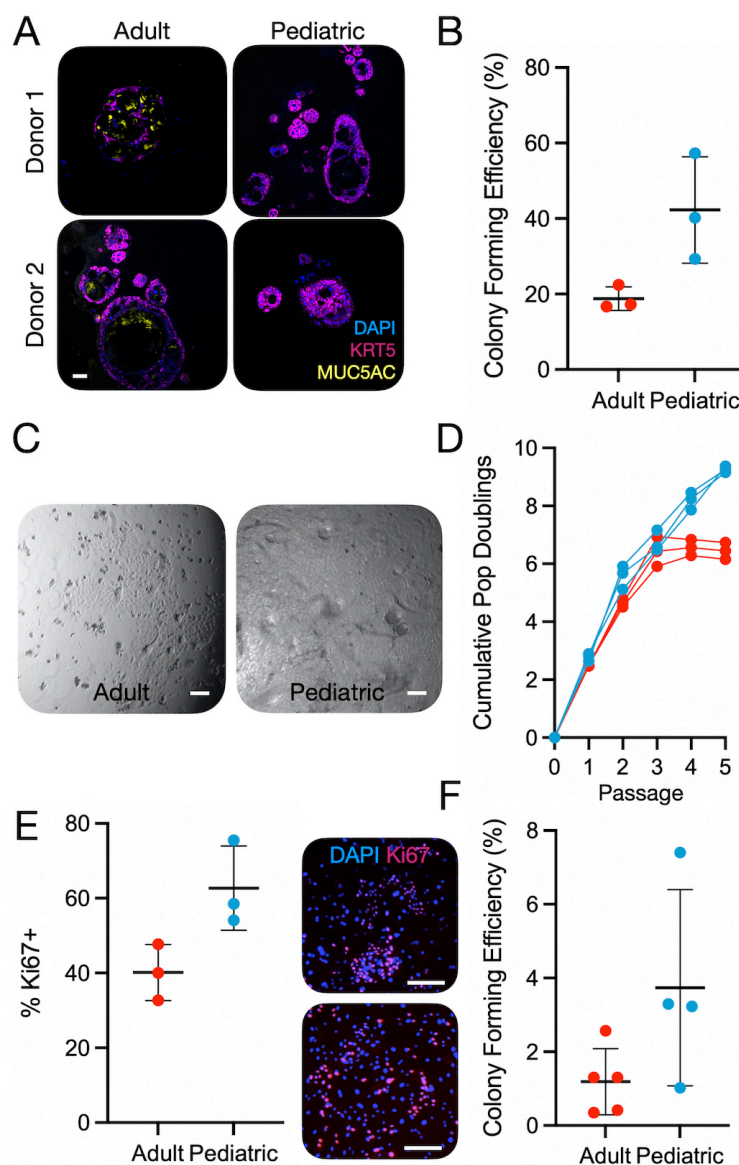 A
Adult
Pediatric
Donor 1
Donor 2
DAPI
KRT5
MUC5AC
B
Colony Forming Efficiency (%)
80
60
40
20
0
Adult Pediatric
C
Adult
Pediatric
D
Cumulative Pop Doublings
10
8
6
4
2
0
0 1 2 3 4 5
Passage
E
% Ki67+
80
60
40
20
0
Adult Pediatric
DAPI Ki67
F
Colony Forming Efficiency (%)
8
6
4
2
0
Adult Pediatric